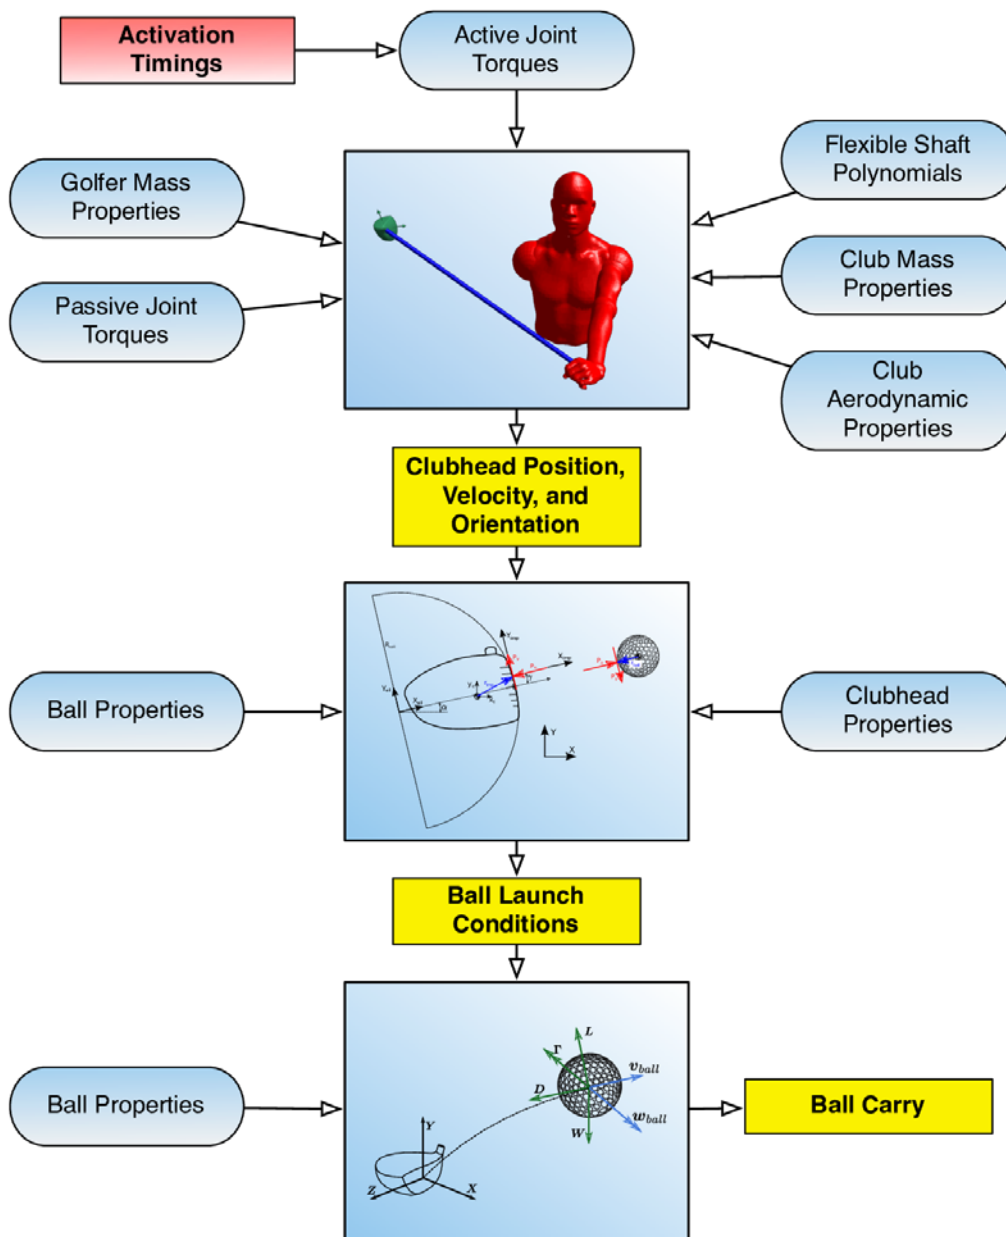 Activation
Timings
Active Joint
Torques
Flexible Shaft
Polynomials
Golfer Mass
Properties
Club Mass
Properties
Passive Joint
Torques
Club
Aerodynamic
Properties
Clubhead Position,
Velocity, and
Orientation
Ball Properties
Y
X
Clubhead
Properties
Ball Launch
Conditions
Ball Properties
L
Γ
v_ball
D
w_ball
W
Y
Z
X
Ball Carry